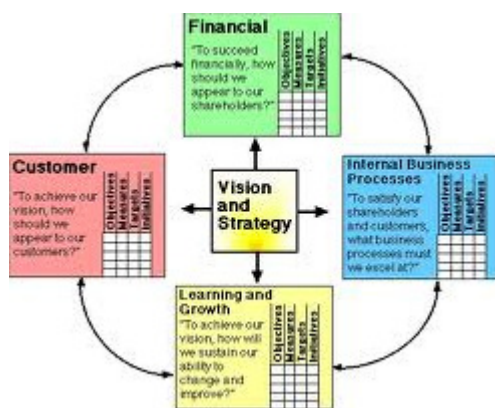 Financial
"To succeed
financially, how
should we
appear to our
shareholders?"
Objectives
Measures
Targets
Initiatives
Customer
"To achieve our
vision, how
should we
appear to our
customers?"
Objectives
Measures
Targets
Initiatives
Vision
and
Strategy
Internal Business
Processes
"To satisfy our
shareholders
and customers,
what business
processes must
we excel at?"
Objectives
Measures
Targets
Initiatives
Learning and
Growth
"To achieve our
vision, how will
we sustain our
ability to
change and
improve?"
Objectives
Measures
Targets
Initiatives